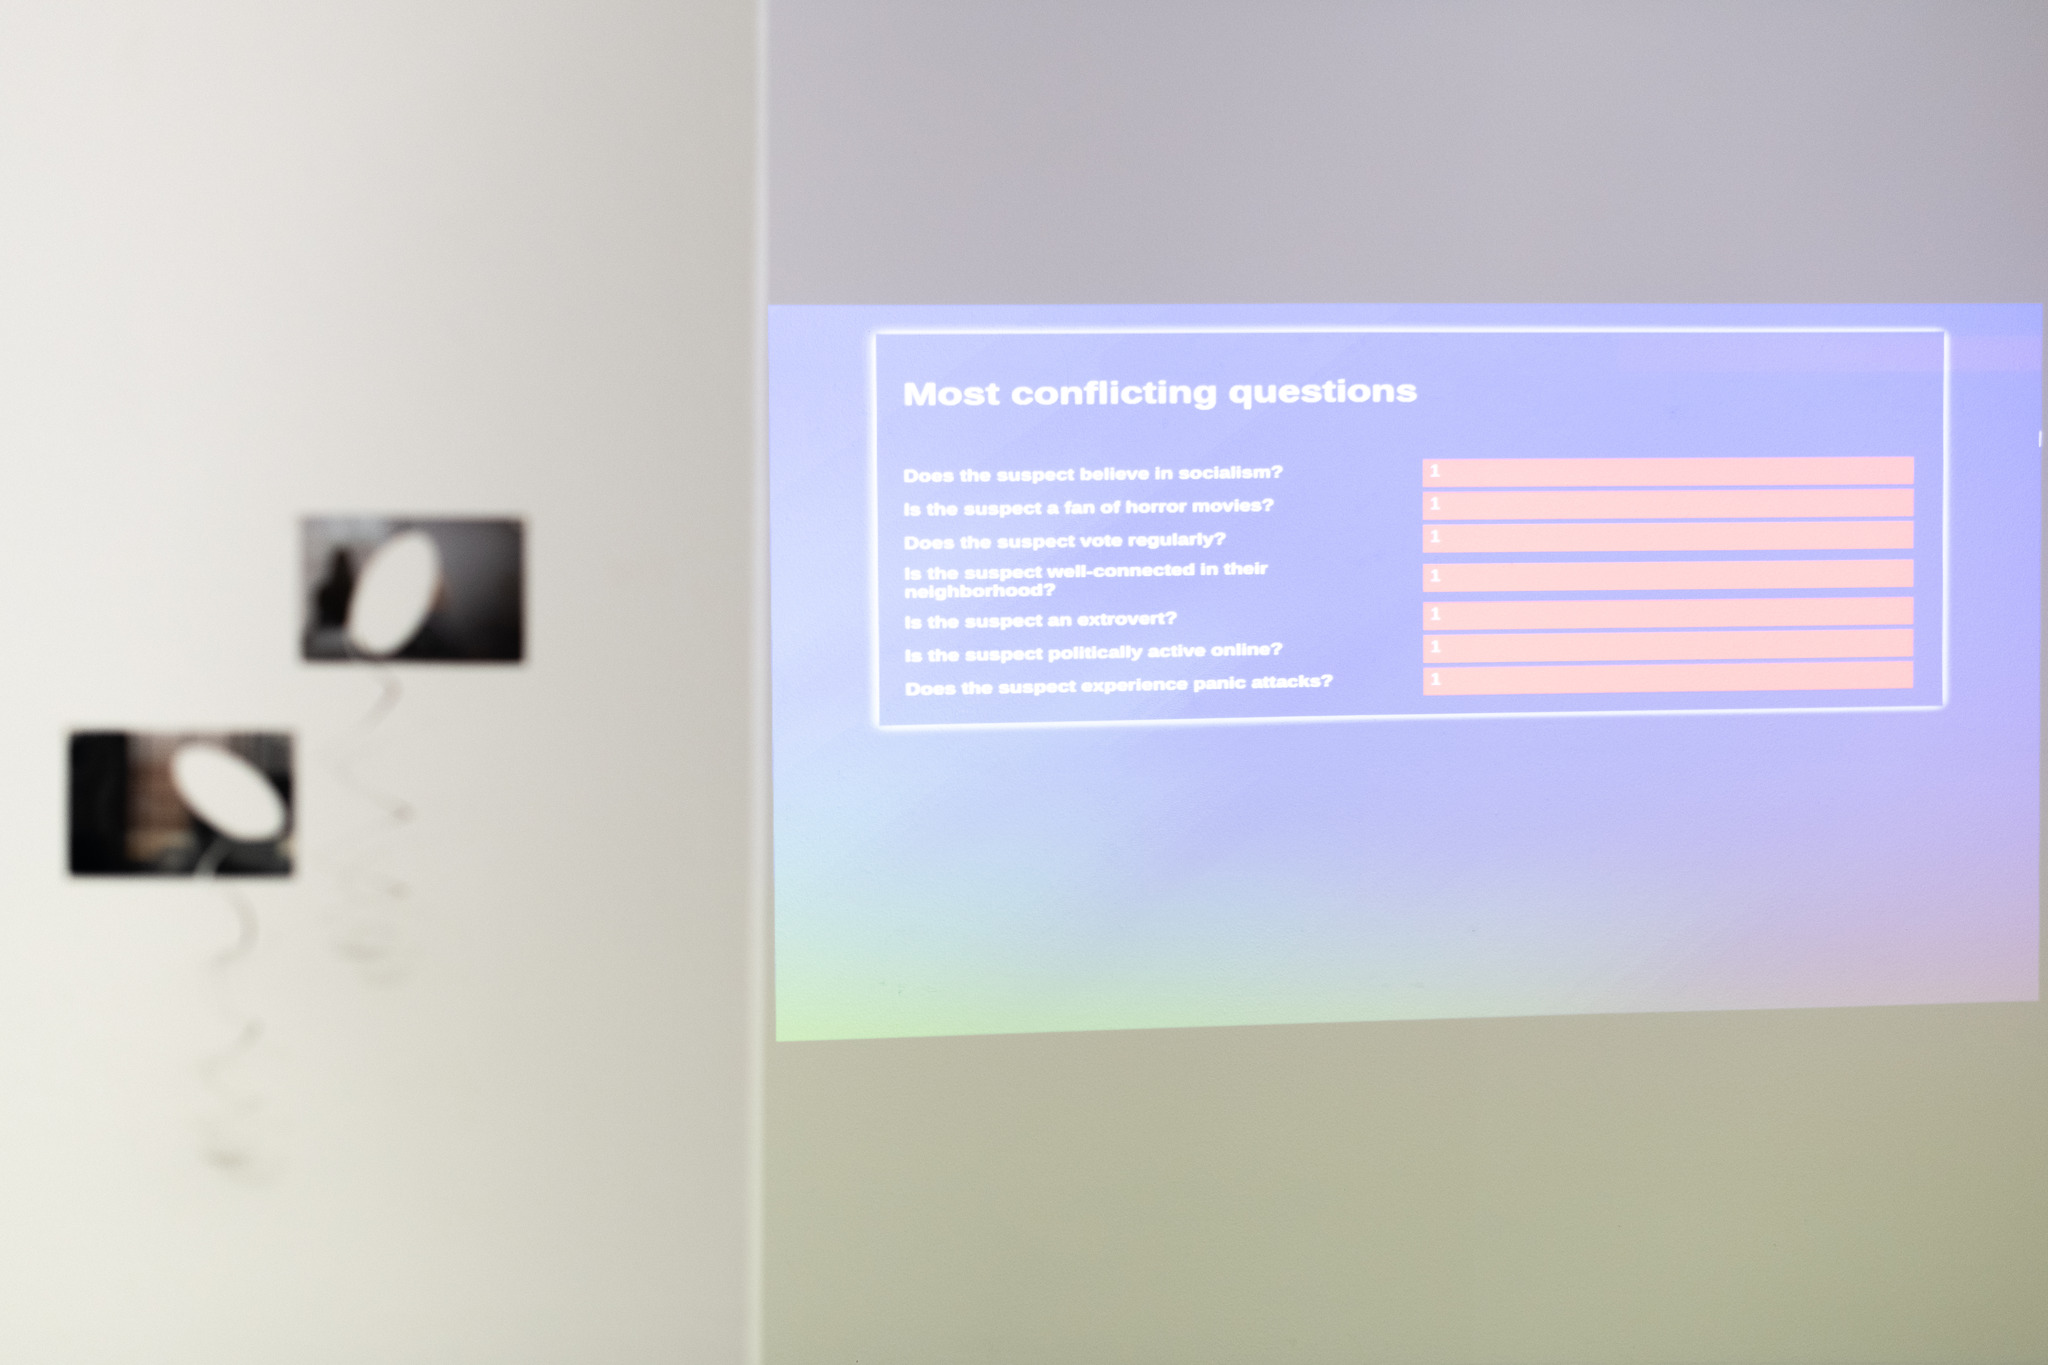 Most conflicting questions
Does the suspect believe in socialism? 1
Is the suspect a fan of horror movies? 1
Does the suspect vote regularly? 1
Is the suspect well-connected in their
neighborhood? 1
Is the suspect an extrovert? 1
Is the suspect politically active online? 1
Does the suspect experience panic attacks? 1